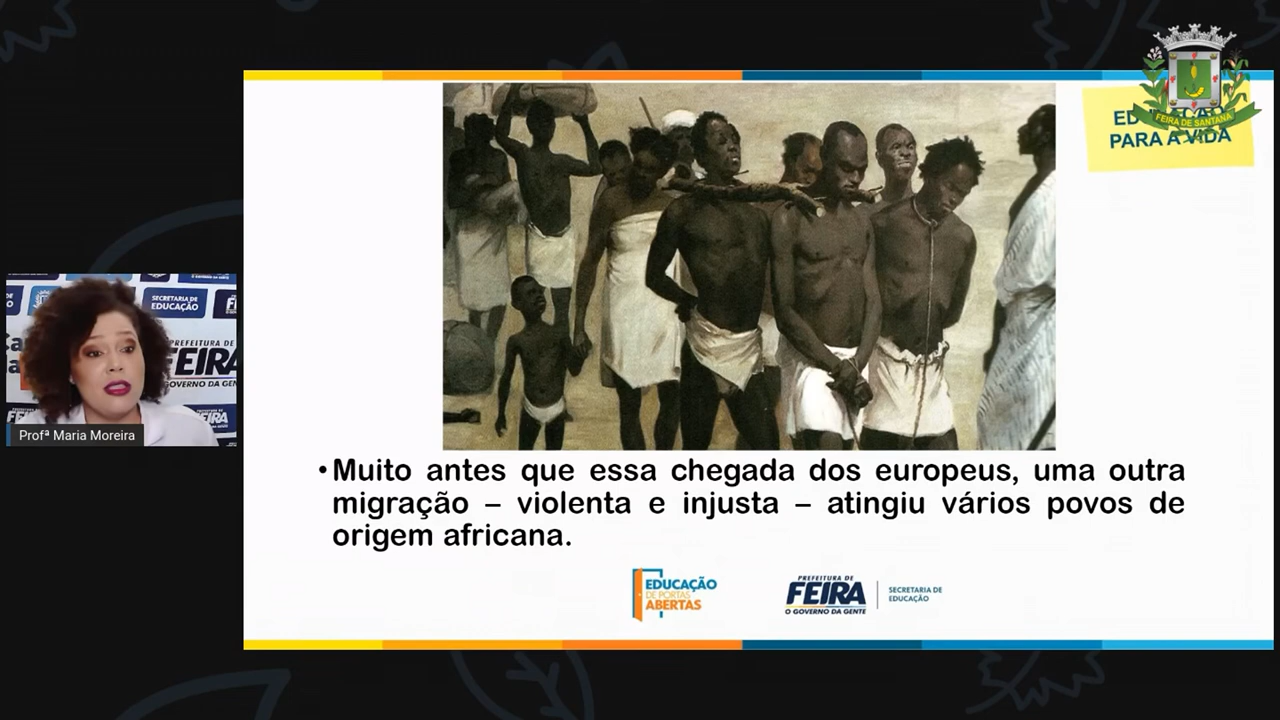 FEIRA DE SANTANA
PARA A VIDA
SECRETARIA DE
EDUCAÇÃO
PREFEITURA DE
FEIRA
GOVERNO DA GENTE
FEIRA
Profª Maria Moreira
• Muito antes que essa chegada dos europeus, uma outra
migração – violenta e injusta – atingiu vários povos de
origem africana.
EDUCAÇÃO
DE PORTAS
ABERTAS
PREFEITURA DE
FEIRA
O GOVERNO DA GENTE
SECRETARIA DE
EDUCAÇÃO